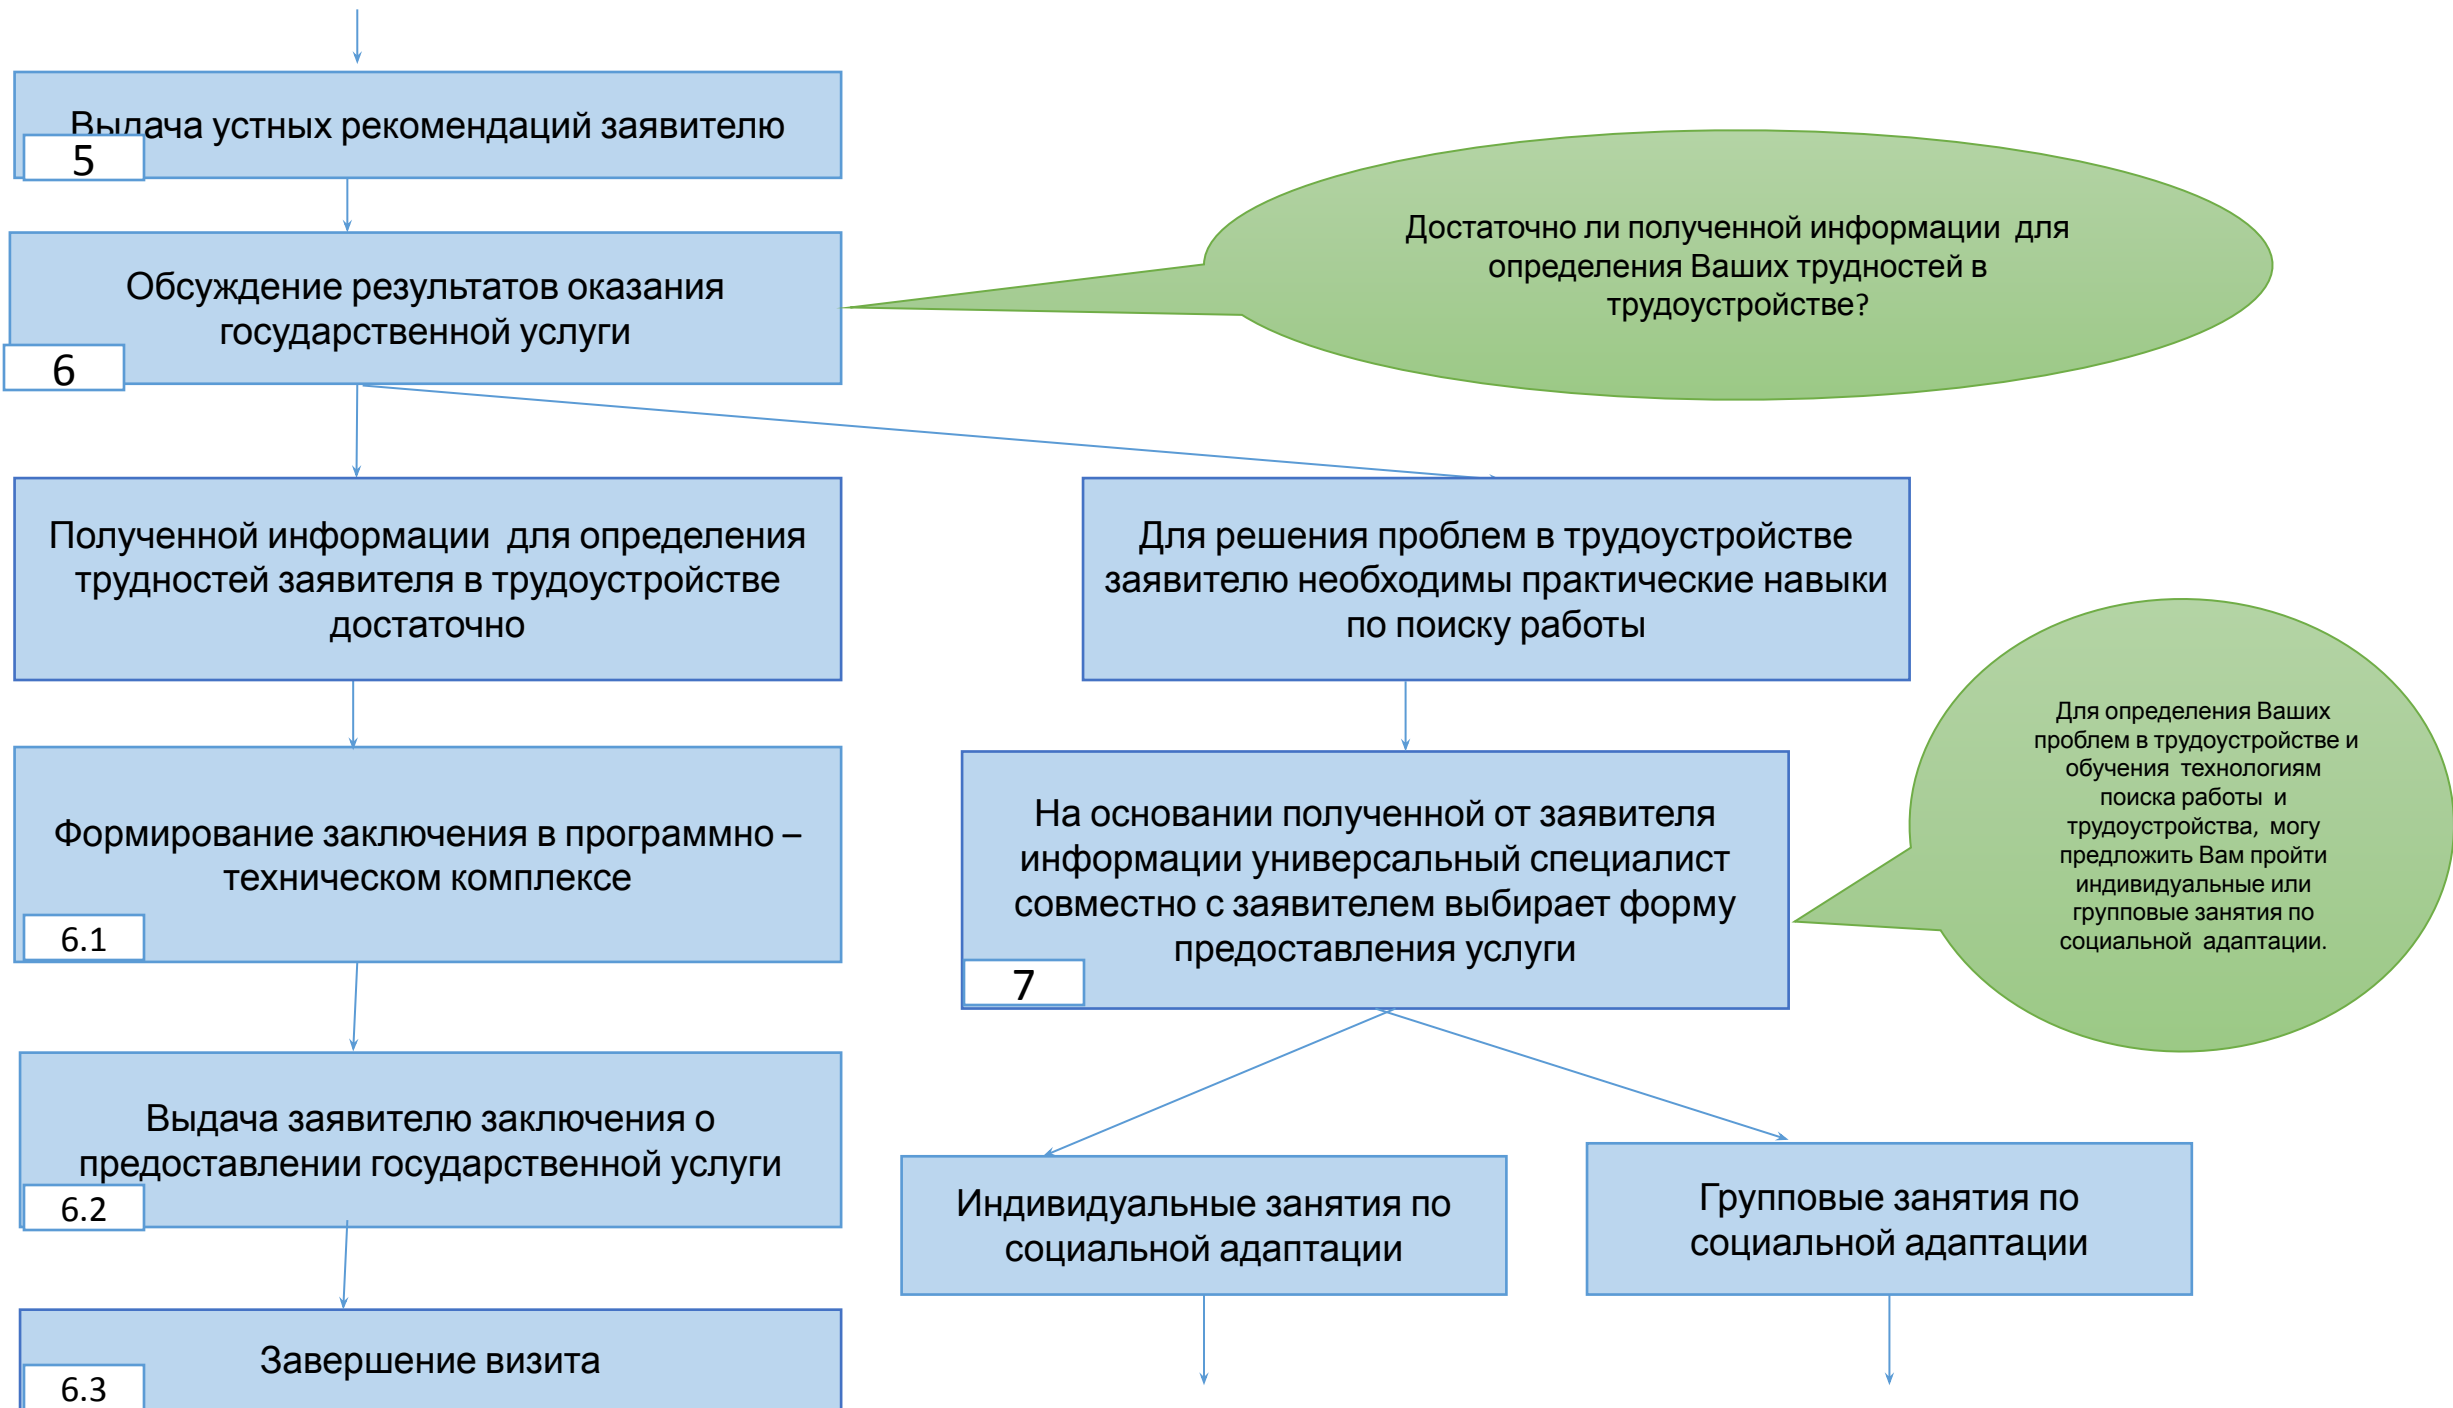 Выдача устных рекомендаций заявителю
5
Обсуждение результатов оказания
государственной услуги
6
Достаточно ли полученной информации для
определения Ваших трудностей в
трудоустройстве?
Полученной информации для определения
трудностей заявителя в трудоустройстве
достаточно
Для решения проблем в трудоустройстве
заявителю необходимы практические навыки
по поиску работы
Формирование заключения в программно –
техническом комплексе
6.1
На основании полученной от заявителя
информации универсальный специалист
совместно с заявителем выбирает форму
предоставления услуги
7
Для определения Ваших
проблем в трудоустройстве и
обучения технологиям
поиска работы и
трудоустройства, могу
предложить Вам пройти
индивидуальные или
групповые занятия по
социальной адаптации.
Выдача заявителю заключения о
предоставлении государственной услуги
6.2
Индивидуальные занятия по
социальной адаптации
Групповые занятия по
социальной адаптации
Завершение визита
6.3